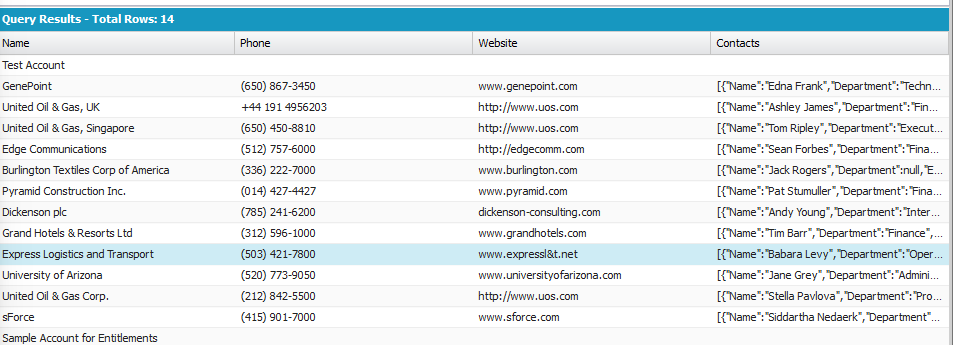 Query Results - Total Rows: 14
Name Phone Website Contacts
Test Account
GenePoint (650) 867-3450 www.genepoint.com [{"Name":"Edna Frank","Department":"Techn...
United Oil & Gas, UK +44 191 4956203 http://www.uos.com [{"Name":"Ashley James","Department":"Fin...
United Oil & Gas, Singapore (650) 450-8810 http://www.uos.com [{"Name":"Tom Ripley","Department":"Execut...
Edge Communications (512) 757-6000 http://edgecomm.com [{"Name":"Sean Forbes","Department":"Fina...
Burlington Textiles Corp of America (336) 222-7000 www.burlington.com [{"Name":"Jack Rogers","Department":null,"E...
Pyramid Construction Inc. (014) 427-4427 www.pyramid.com [{"Name":"Pat Stumuller","Department":"Fina...
Dickenson plc (785) 241-6200 dickenson-consulting.com [{"Name":"Andy Young","Department":"Inter...
Grand Hotels & Resorts Ltd (312) 596-1000 www.grandhotels.com [{"Name":"Tim Barr","Department":"Finance",...
Express Logistics and Transport (503) 421-7800 www.expressl&t.net [{"Name":"Babara Levy","Department":"Oper...
University of Arizona (520) 773-9050 www.universityofarizona.com [{"Name":"Jane Grey","Department":"Admini...
United Oil & Gas Corp. (212) 842-5500 http://www.uos.com [{"Name":"Stella Pavlova","Department":"Pro...
sForce (415) 901-7000 www.sforce.com [{"Name":"Siddartha Nedaerk","Department"...
Sample Account for Entitlements